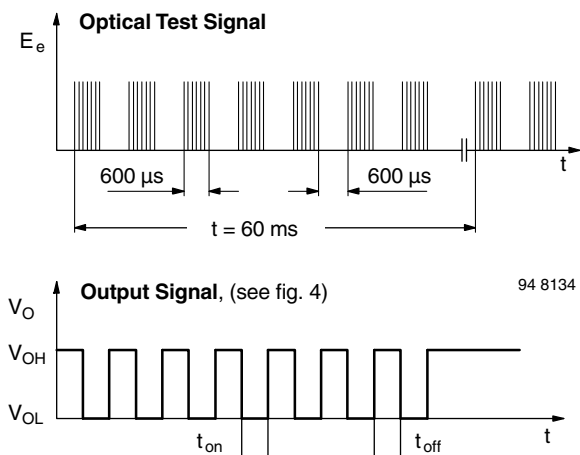 Optical Test Signal
E_e
t
600 µs
600 µs
t = 60 ms
Output Signal, (see fig. 4)
94 8134
V_O
V_OH
V_OL
t_on
t_off
t